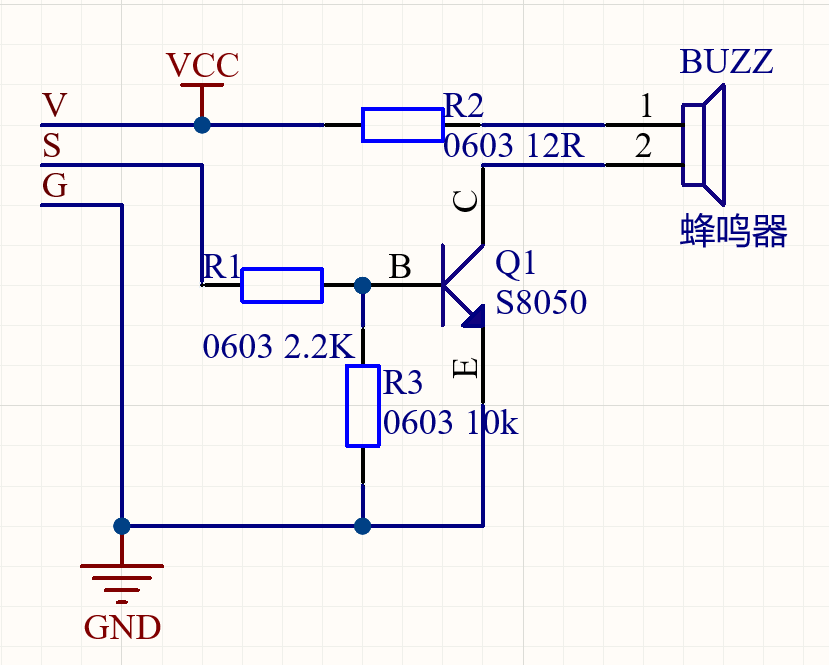 BUZZ
VCC
V
R2
1
S
0603 12R
2
G
C
蜂鸣器
R1
B
Q1
S8050
0603 2.2K
E
R3
0603 10k
GND